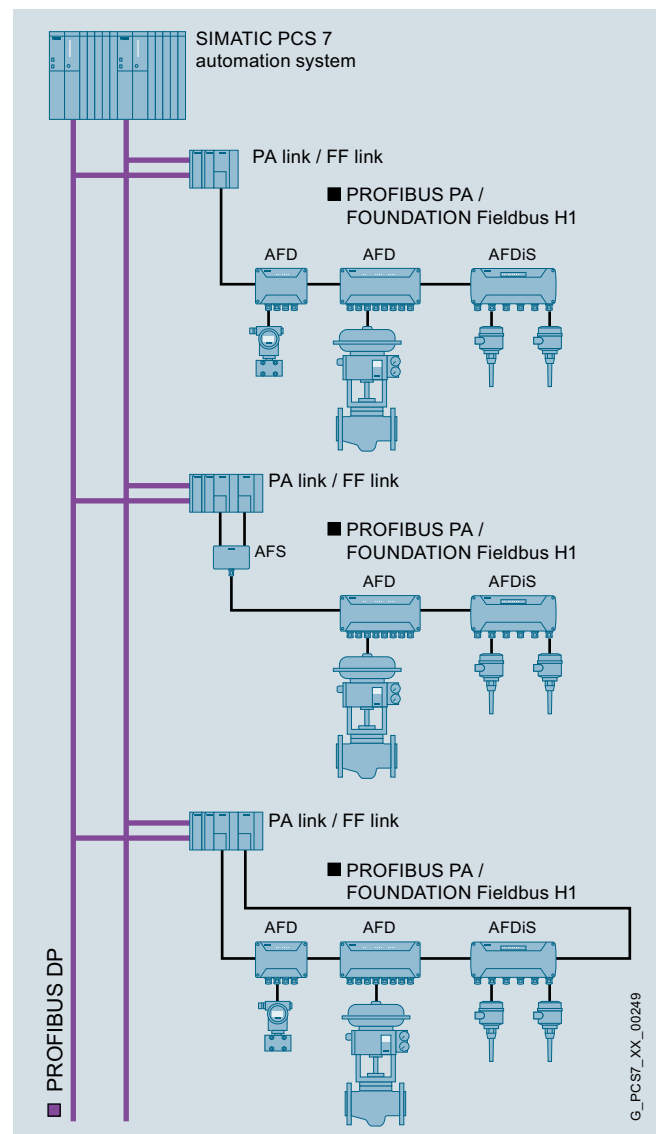 SIMATIC PCS 7
automation system
PA link / FF link
PROFIBUS PA /
FOUNDATION Fieldbus H1
AFD
AFD
AFDiS
PA link / FF link
AFS
PROFIBUS PA /
FOUNDATION Fieldbus H1
AFD
AFDiS
PA link / FF link
PROFIBUS PA /
FOUNDATION Fieldbus H1
AFD
AFD
AFDiS
PROFIBUS DP
G_PCS7_XX_00249